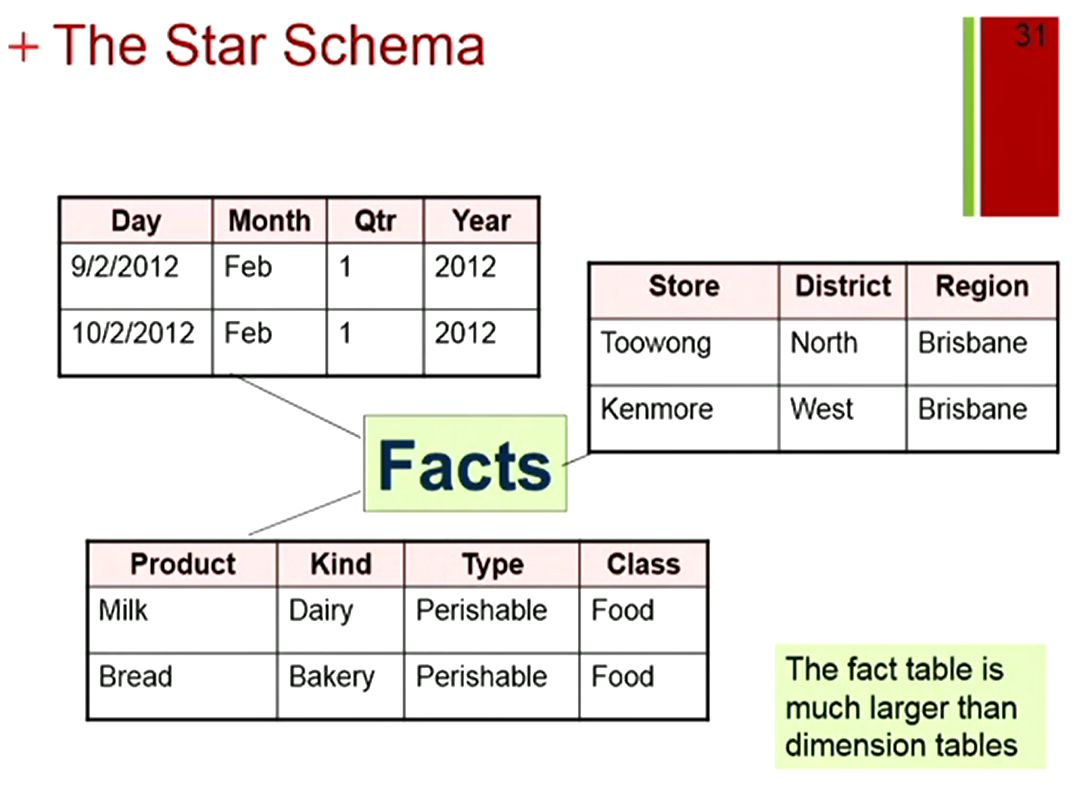 + The Star Schema
31
Day Month Qtr Year
9/2/2012 Feb 1 2012
10/2/2012 Feb 1 2012
Store District Region
Toowong North Brisbane
Kenmore West Brisbane
Facts
Product Kind Type Class
Milk Dairy Perishable Food
Bread Bakery Perishable Food
The fact table is
much larger than
dimension tables